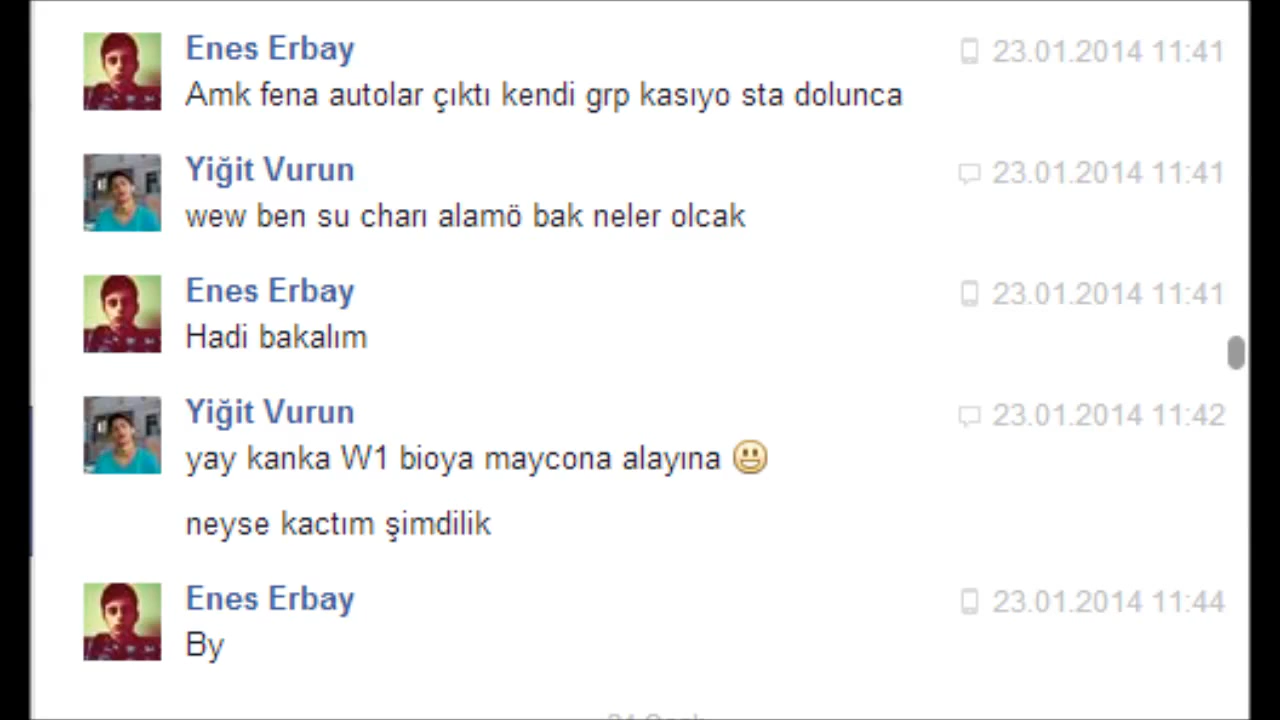 Enes Erbay 23.01.2014 11:41
Amk fena autolar çıktı kendi grp kasıyo sta dolunca
Yiğit Vurun 23.01.2014 11:41
wew ben su charı alamö bak neler olcak
Enes Erbay 23.01.2014 11:41
Hadi bakalım
Yiğit Vurun 23.01.2014 11:42
yay kanka W1 bioya maycona alayına
neyse kactım şimdilik
Enes Erbay 23.01.2014 11:44
By